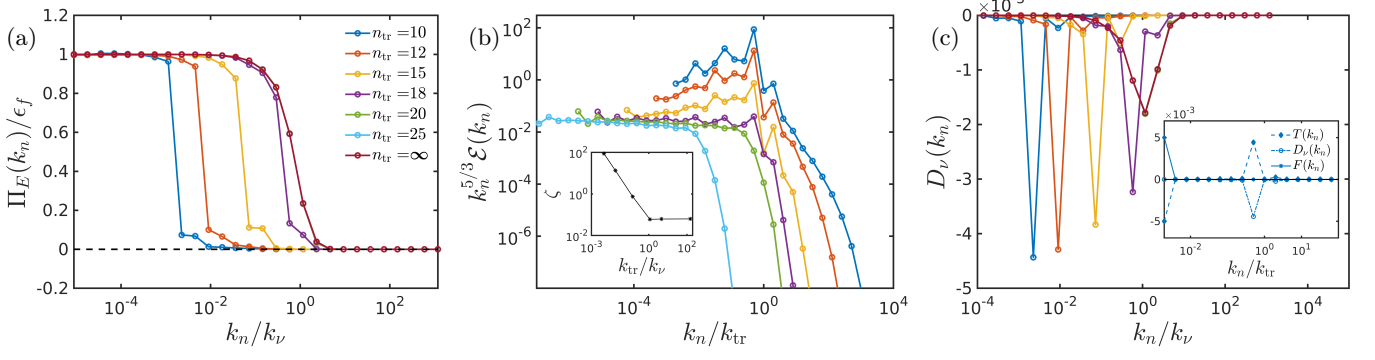 (a)
1.2
1
0.8
0.6
0.4
0.2
0
-0.2
Π_E(k_n)/ϵ_f
10^-4
10^-2
10^0
10^2
k_n/k_ν
n_tr =10
n_tr =12
n_tr =15
n_tr =18
n_tr =20
n_tr =25
n_tr =∞
(b)
10^2
10^0
10^-2
10^-4
10^-6
k_n^5/3 ℰ(k_n)
10^-4
10^0
10^4
k_n/k_tr
10^2
10^0
10^-2
ζ
10^-3
10^0
10^2
k_tr/k_ν
(c)
0
-1
-2
-3
-4
-5
D_ν(k_n)
10^-4
10^-2
10^0
10^2
10^4
k_n/k_ν
×10^-3
5
0
-5
10^-2
10^0
10^1
k_n/k_tr
T(k_n)
D_ν(k_n)
F(k_n)